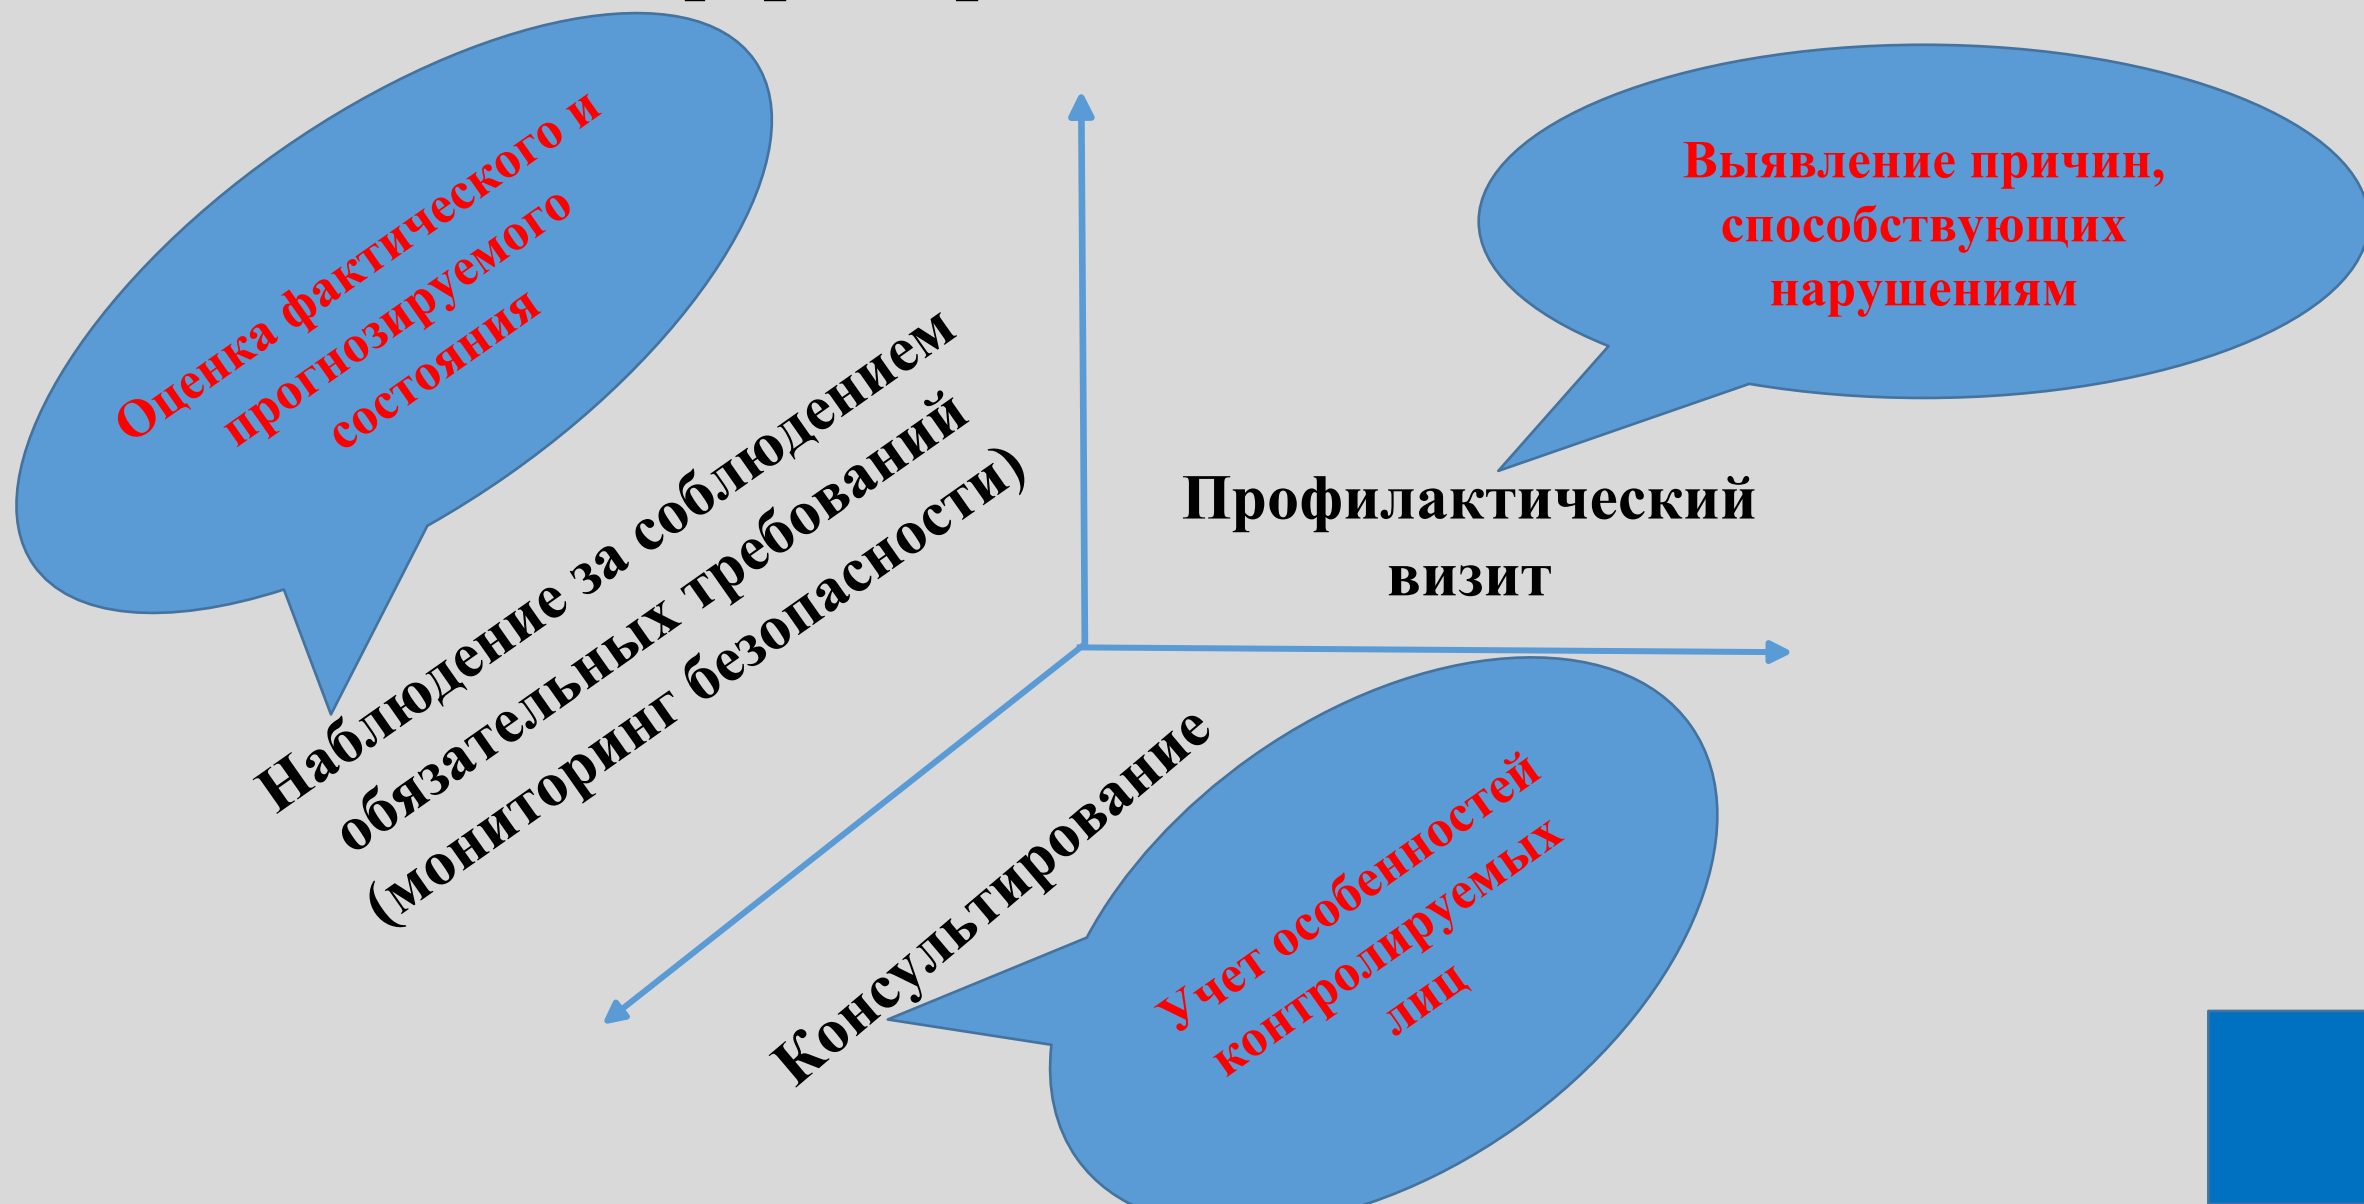 Оценка фактического и
прогнозируемого
состояния
Выявление причин,
способствующих
нарушениям
Наблюдение за соблюдением
обязательных требований
(мониторинг безопасности)
Профилактический
визит
Консультирование
Учет особенностей
контролируемых
лиц